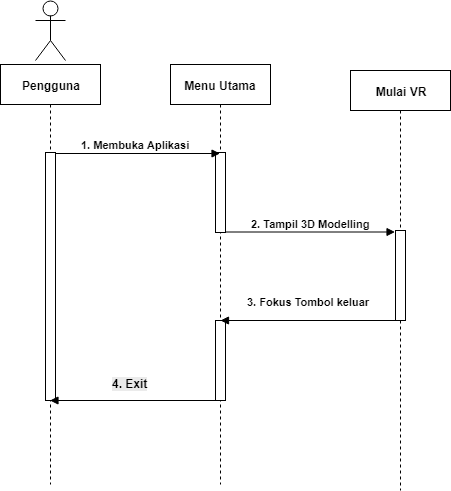 Pengguna
Menu Utama
Mulai VR
1. Membuka Aplikasi
2. Tampil 3D Modelling
3. Fokus Tombol keluar
4. Exit